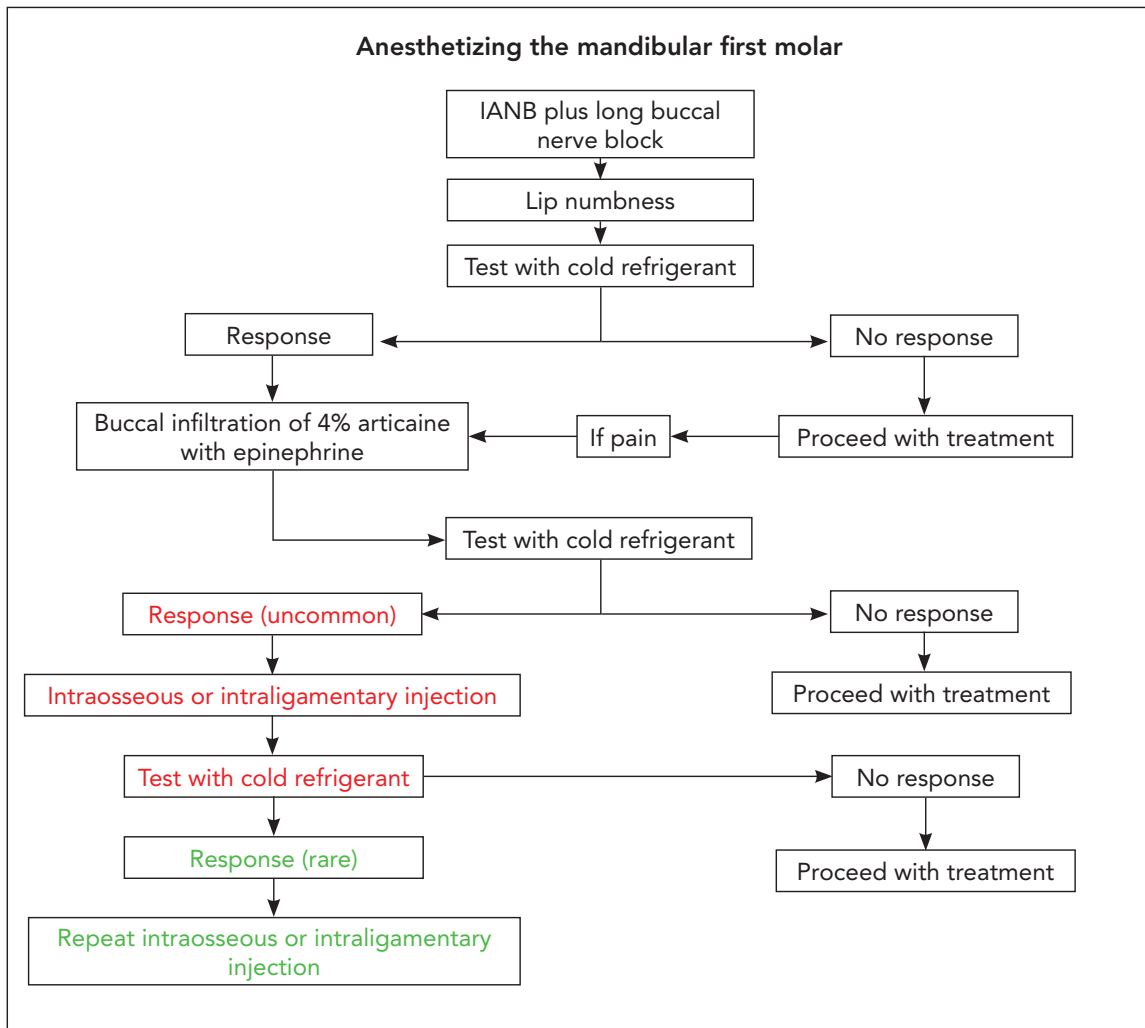 Anesthetizing the mandibular first molar
IANB plus long buccal
nerve block
Lip numbness
Test with cold refrigerant
Response
No response
Buccal infiltration of 4% articaine
with epinephrine
If pain
Proceed with treatment
Test with cold refrigerant
Response (uncommon)
No response
Intraosseous or intraligamentary injection
Proceed with treatment
Test with cold refrigerant
No response
Response (rare)
Proceed with treatment
Repeat intraosseous or intraligamentary
injection